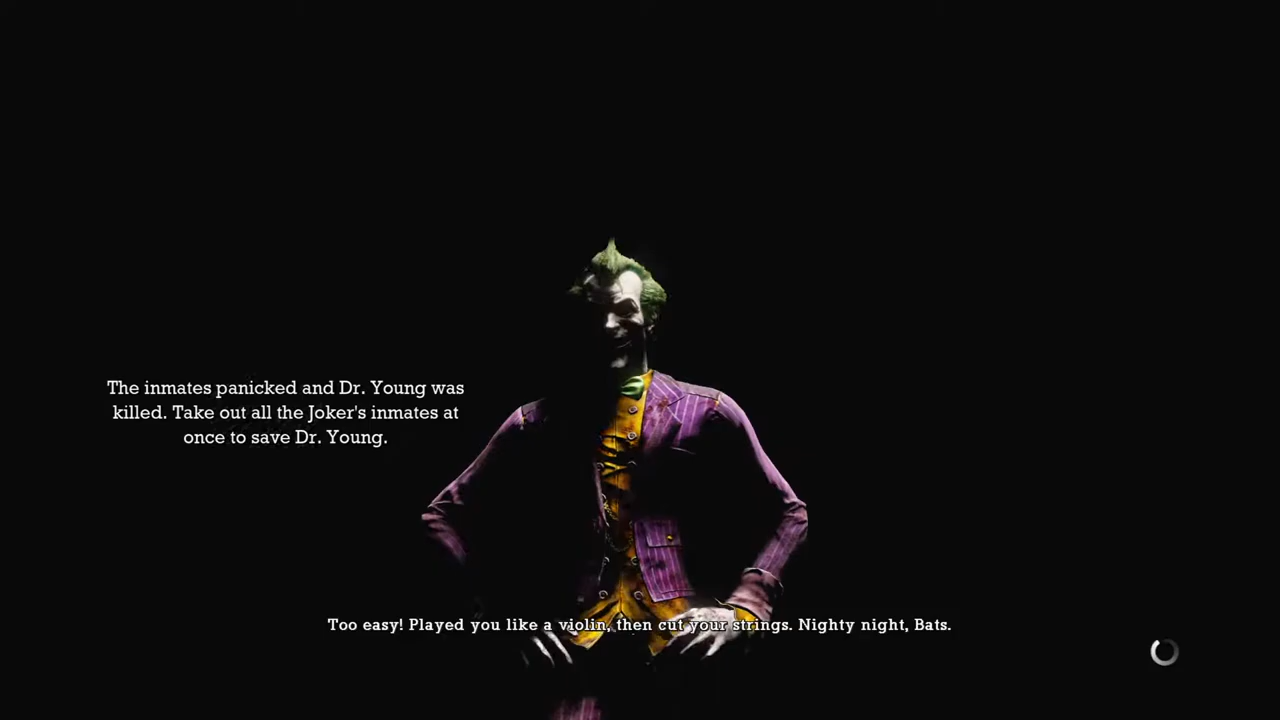 The inmates panicked and Dr. Young was
killed. Take out all the Joker's inmates at
once to save Dr. Young.
Too easy! Played you like a violin, then cut your strings. Nighty night, Bats.